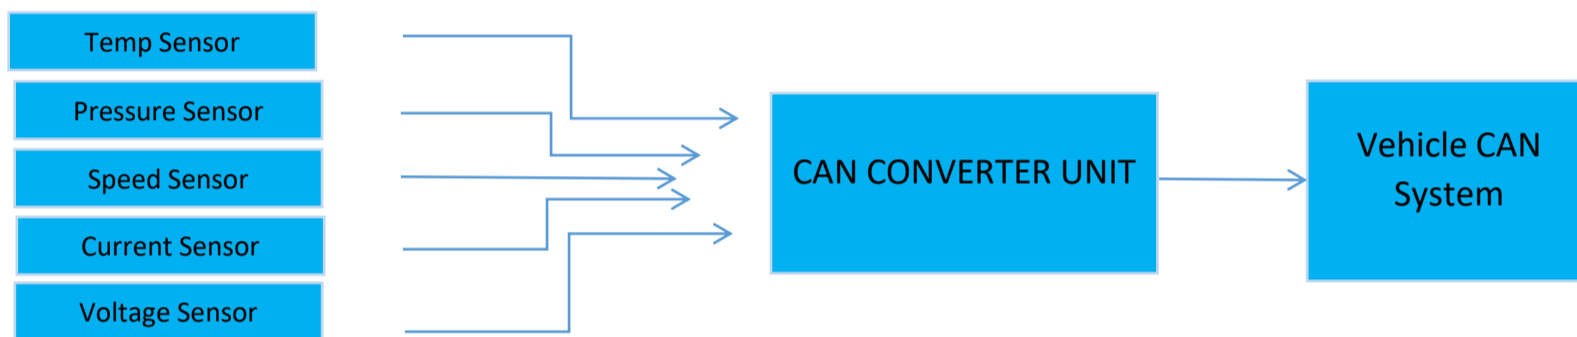 Temp Sensor
Pressure Sensor
Speed Sensor
Current Sensor
Voltage Sensor
CAN CONVERTER UNIT
Vehicle CAN
System